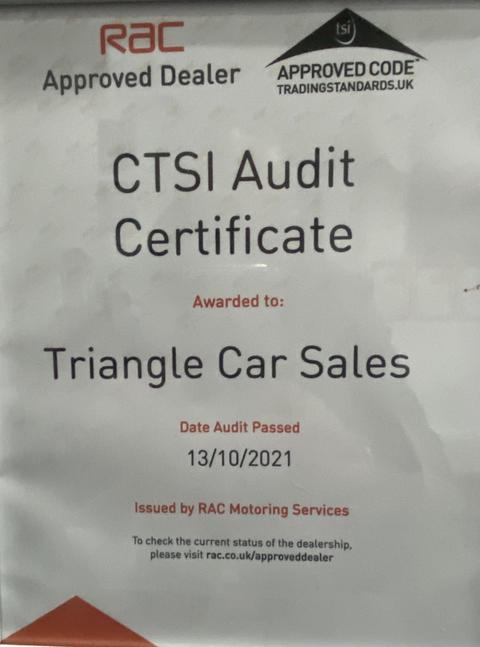 RAC
Approved Dealer
tsi
APPROVED CODE™
TRADINGSTANDARDS.UK
CTSI Audit
Certificate
Awarded to:
Triangle Car Sales
Date Audit Passed
13/10/2021
Issued by RAC Motoring Services
To check the current status of the dealership,
please visit rac.co.uk/approveddealer